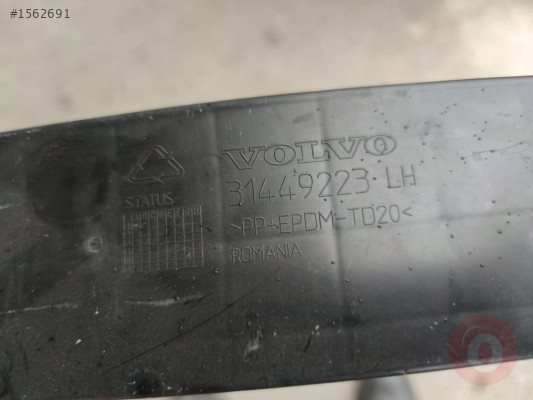 #1562691
VOLVO
31449223 LH
STATUS
>PP+EPDM-TD20<
ROMANIA